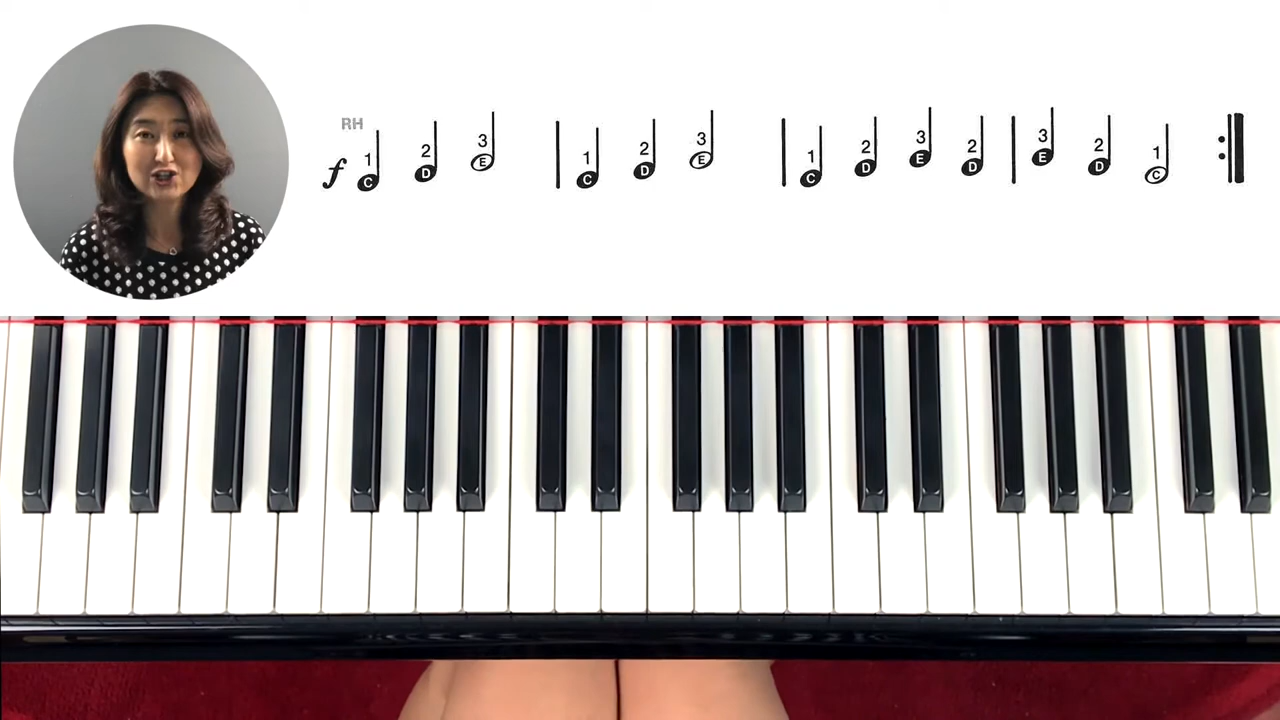 RH
1 2 3 1 2 3 1 2 3 2 3 2 1
f C D E C D E C D E D E D C